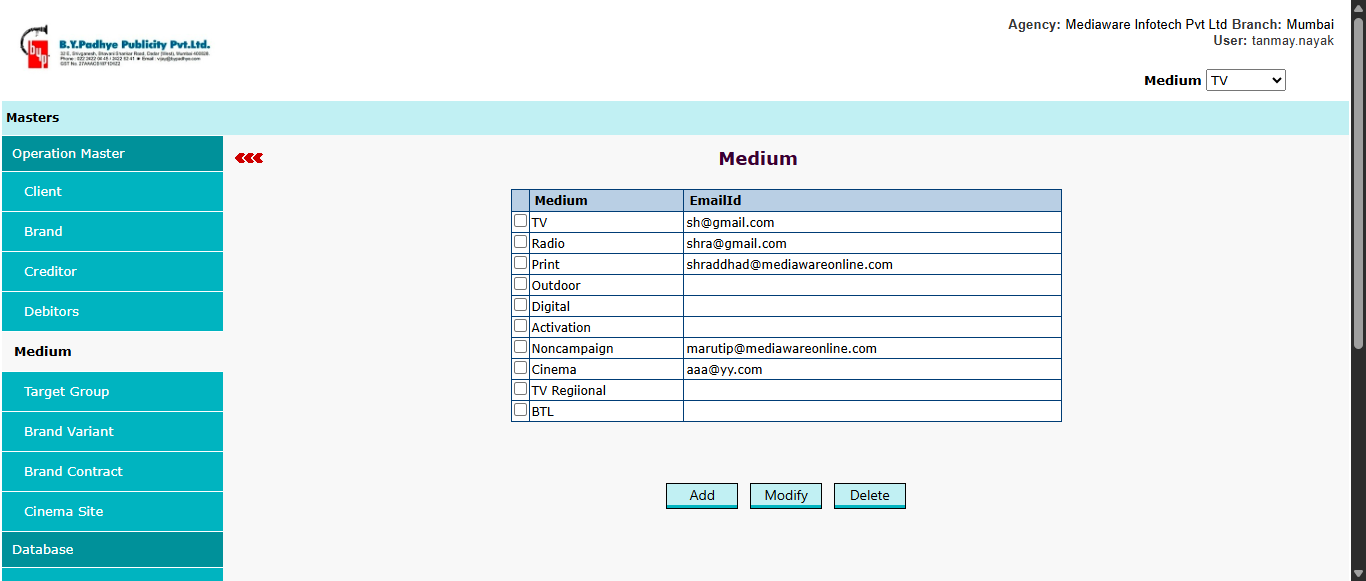 Agency: Mediaware Infotech Pvt Ltd Branch: Mumbai
User: tanmay.nayak
byp
B.Y.Padhye Publicity Pvt.Ltd.
Medium TV
Masters
Operation Master
Client
Brand
Creditor
Debitors
Medium
Target Group
Brand Variant
Brand Contract
Cinema Site
Database
Medium
Medium EmailId
TV sh@gmail.com
Radio shra@gmail.com
Print shraddhad@mediawareonline.com
Outdoor
Digital
Activation
Noncampaign marutip@mediawareonline.com
Cinema aaa@yy.com
TV Regiional
BTL
Add Modify Delete